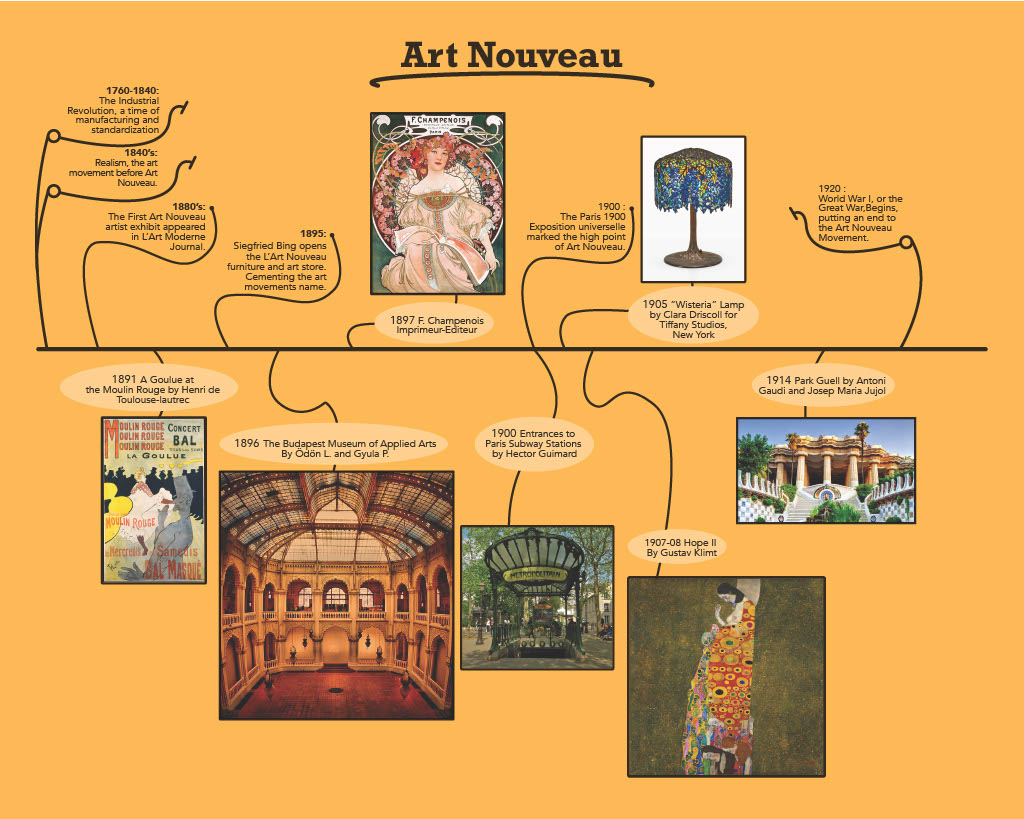 Art Nouveau
1760-1840:
The Industrial
Revolution, a time of
manufacturing and
standardization
1840's:
Realism, the art
movement before Art
Nouveau.
1880's:
The First Art Nouveau
artist exhibit appeared
in L'Art Moderne
Journal.
1895:
Siegfried Bing opens
the L'Art Nouveau
furniture and art store.
Cementing the art
movements name.
F. CHAMPENOIS
PARIS
1897 F. Champenois
Imprimeur-Editeur
1900 :
The Paris 1900
Exposition universelle
marked the high point
of Art Nouveau.
1905 "Wisteria" Lamp
by Clara Driscoll for
Tiffany Studios,
New York
1920 :
World War I, or the
Great War,Begins,
putting an end to
the Art Nouveau
Movement.
1891 A Goulue at
the Moulin Rouge by Henri de
Toulouse-lautrec
MOULIN ROUGE CONCERT
MOULIN ROUGE BAL
OULIN ROUGE TOUS LES SOIRS
LA GOULUE
MOULIN ROUGE
Mercredis Samedis
BAL MASQUÉ
1896 The Budapest Museum of Applied Arts
By Ödön L. and Gyula P.
1900 Entrances to
Paris Subway Stations
by Hector Guimard
METROPOLITAIN
1907-08 Hope II
By Gustav Klimt
1914 Park Guell by Antoni
Gaudi and Josep Maria Jujol